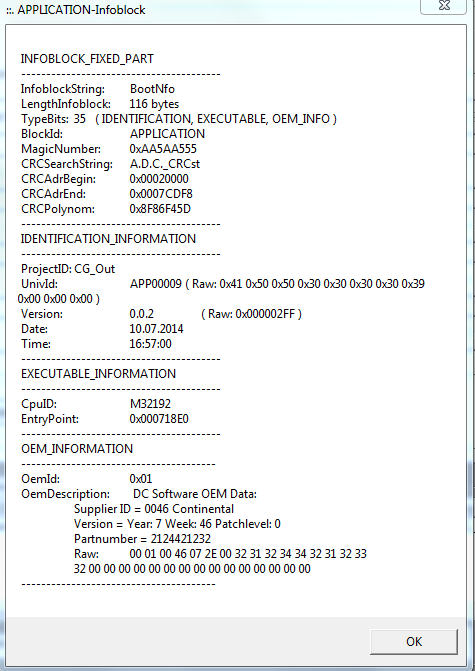 ::. APPLICATION-Infoblock
INFOBLOCK_FIXED_PART
---------------------------------------
InfoblockString: BootNfo
LengthInfoblock: 116 bytes
TypeBits: 35 ( IDENTIFICATION, EXECUTABLE, OEM_INFO )
BlockId: APPLICATION
MagicNumber: 0xAA5AA555
CRCSearchString: A.D.C._CRCst
CRCAdrBegin: 0x00020000
CRCAdrEnd: 0x0007CDF8
CRCPolynom: 0x8F86F45D
---------------------------------------
IDENTIFICATION_INFORMATION
---------------------------------------
ProjectID: CG_Out
UnivId: APP00009 ( Raw: 0x41 0x50 0x50 0x30 0x30 0x30 0x30 0x39
0x00 0x00 0x00 )
Version: 0.0.2 ( Raw: 0x000002FF )
Date: 10.07.2014
Time: 16:57:00
---------------------------------------
EXECUTABLE_INFORMATION
---------------------------------------
CpuID: M32192
EntryPoint: 0x000718E0
---------------------------------------
OEM_INFORMATION
--------------------------------------
OemId: 0x01
OemDescription: DC Software OEM Data:
Supplier ID = 0046 Continental
Version = Year: 7 Week: 46 Patchlevel: 0
Partnumber = 2124421232
Raw: 00 01 00 46 07 2E 00 32 31 32 34 34 32 31 32 33
32 00 00 00 00 00 00 00 00 00 00 00 00 00 00 00
--------------------------------------
OK